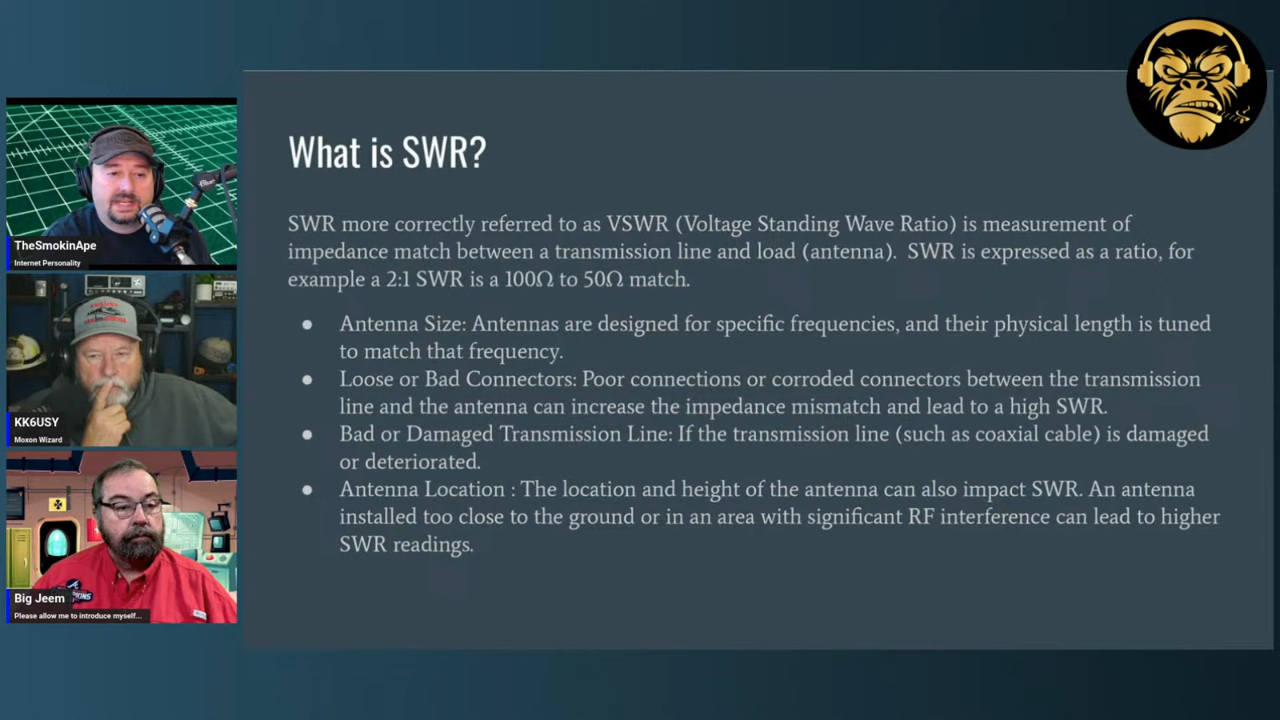 What is SWR?
SWR more correctly referred to as VSWR (Voltage Standing Wave Ratio) is measurement of
impedance match between a transmission line and load (antenna).  SWR is expressed as a ratio, for
example a 2:1 SWR is a 100Ω to 50Ω match.
● Antenna Size: Antennas are designed for specific frequencies, and their physical length is tuned
to match that frequency.
● Loose or Bad Connectors: Poor connections or corroded connectors between the transmission
line and the antenna can increase the impedance mismatch and lead to a high SWR.
● Bad or Damaged Transmission Line: If the transmission line (such as coaxial cable) is damaged
or deteriorated.
● Antenna Location : The location and height of the antenna can also impact SWR. An antenna
installed too close to the ground or in an area with significant RF interference can lead to higher
SWR readings.
TheSmokinApe
Internet Personality
KK6USY
Moxon Wizard
Big Jeem
Please allow me to introduce myself...